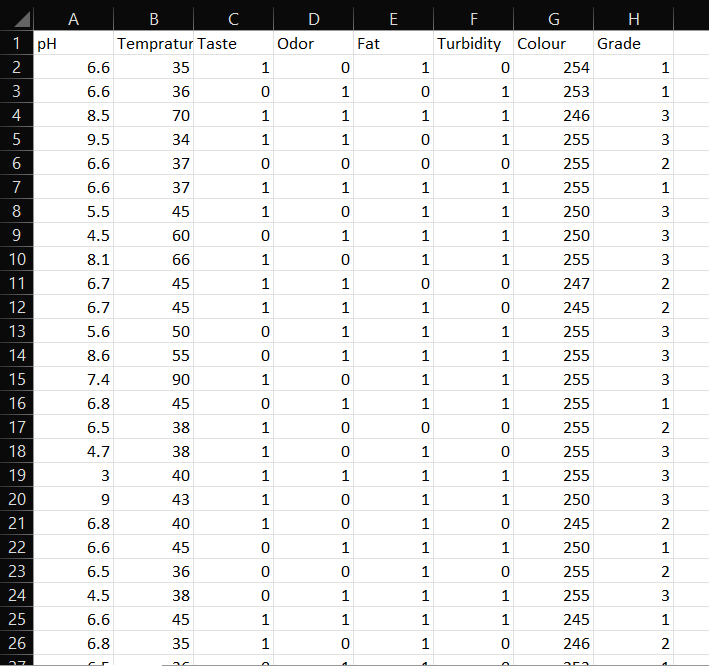 A B C D E F G H
1 pH Tempratur Taste Odor Fat Turbidity Colour Grade
2 6.6 35 1 0 1 0 254 1
3 6.6 36 0 1 0 1 253 1
4 8.5 70 1 1 1 1 246 3
5 9.5 34 1 1 0 1 255 3
6 6.6 37 0 0 0 0 255 2
7 6.6 37 1 1 1 1 255 1
8 5.5 45 1 0 1 1 250 3
9 4.5 60 0 1 1 1 250 3
10 8.1 66 1 0 1 1 255 3
11 6.7 45 1 1 0 0 247 2
12 6.7 45 1 1 1 0 245 2
13 5.6 50 0 1 1 1 255 3
14 8.6 55 0 1 1 1 255 3
15 7.4 90 1 0 1 1 255 3
16 6.8 45 0 1 1 1 255 1
17 6.5 38 1 0 0 0 255 2
18 4.7 38 1 0 1 0 255 3
19 3 40 1 1 1 1 255 3
20 9 43 1 0 1 1 250 3
21 6.8 40 1 0 1 0 245 2
22 6.6 45 0 1 1 1 250 1
23 6.5 36 0 0 1 0 255 2
24 4.5 38 0 1 1 1 255 3
25 6.6 45 1 1 1 1 245 1
26 6.8 35 1 0 1 0 246 2